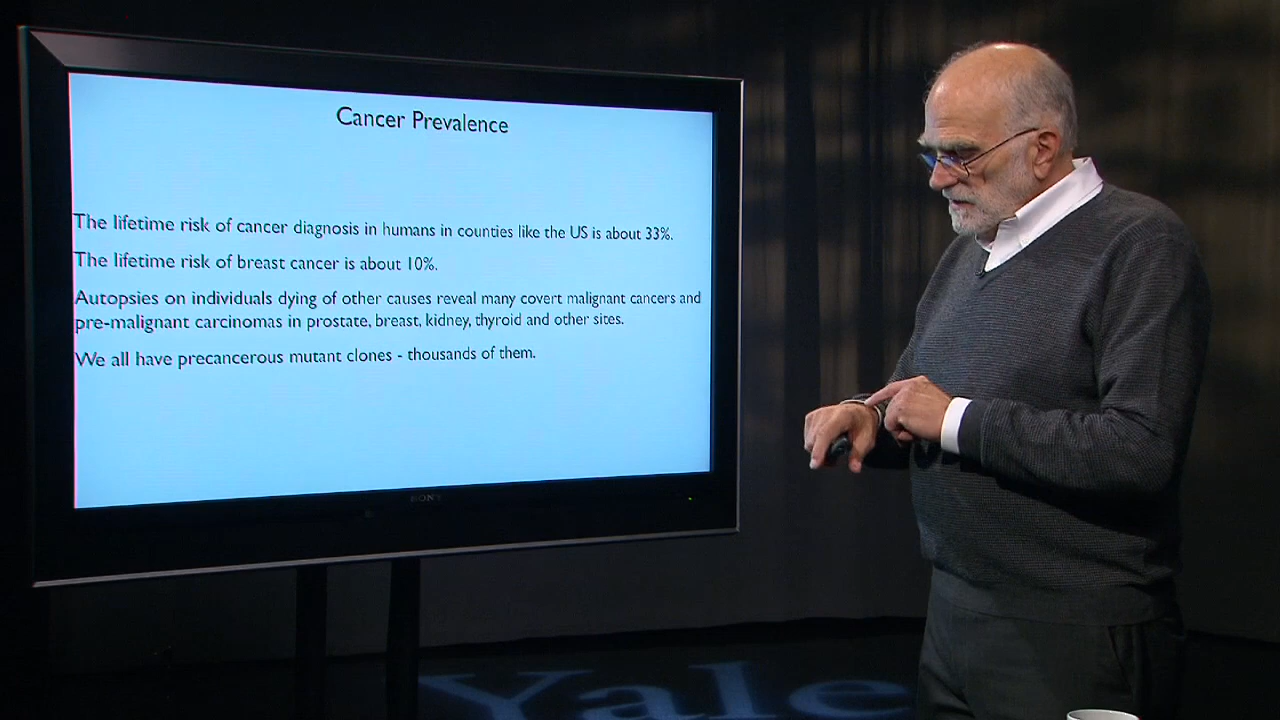 Cancer Prevalence
The lifetime risk of cancer diagnosis in humans in counties like the US is about 33%.
The lifetime risk of breast cancer is about 10%.
Autopsies on individuals dying of other causes reveal many covert malignant cancers and
pre-malignant carcinomas in prostate, breast, kidney, thyroid and other sites.
We all have precancerous mutant clones - thousands of them.
SONY
Yale